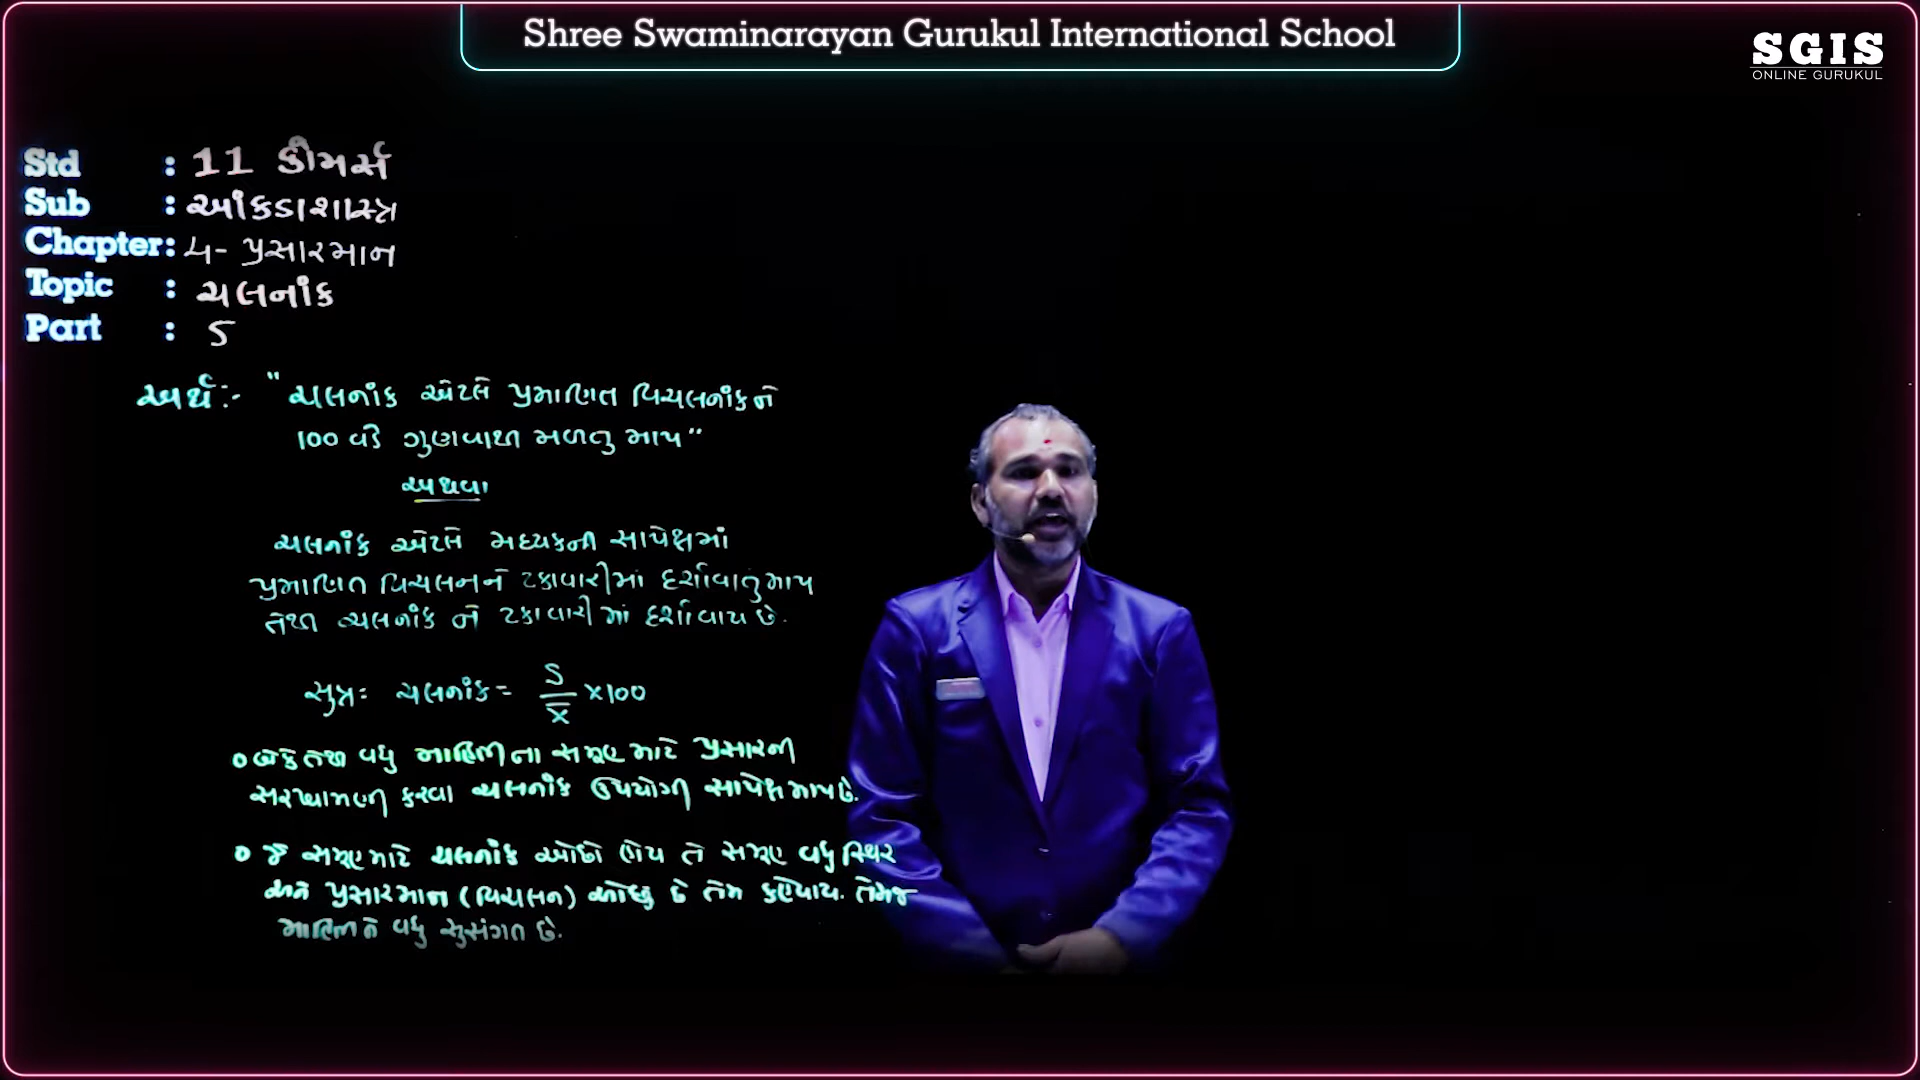 Shree Swaminarayan Gurukul International School
SGIS
ONLINE GURUKUL
Std : 11 કોમર્સ
Sub : આંકડાશાસ્ત્ર
Chapter: 4- પ્રસારમાન
Topic : ચલનાંક
Part : 5
અર્થ:- "ચલનાંક એટલે પ્રમાણિત વિચલનાંકને
100 વડે ગુણવાથી મળતુ માપ"
અથવા
ચલનાંક એટલે મધ્યકની સાપેક્ષમાં
પ્રમાણિત વિચલનને ટકાવારીમાં દર્શાવાતુ માપ
તેથી ચલનાંક ને ટકાવારીમાં દર્શાવાય છે.
સુત્ર: ચલનાંક = S/x̄ ×100
૦ બેકે તેથી વધુ માહિતીના સમૂહ માટે પ્રસારની
સરખામણી કરવા ચલનાંક ઉપયોગી સાપેક્ષ માપ છે.
૦ જે સમૂહ માટે ચલનાંક ઓછો હોય તે સમૂહ વધુ સ્થિર
અને પ્રસારમાન (વિચલન) ઓછું છે તેમ કહેવાય. તેમજ
માહિતિને વધુ સુસંગત છે.